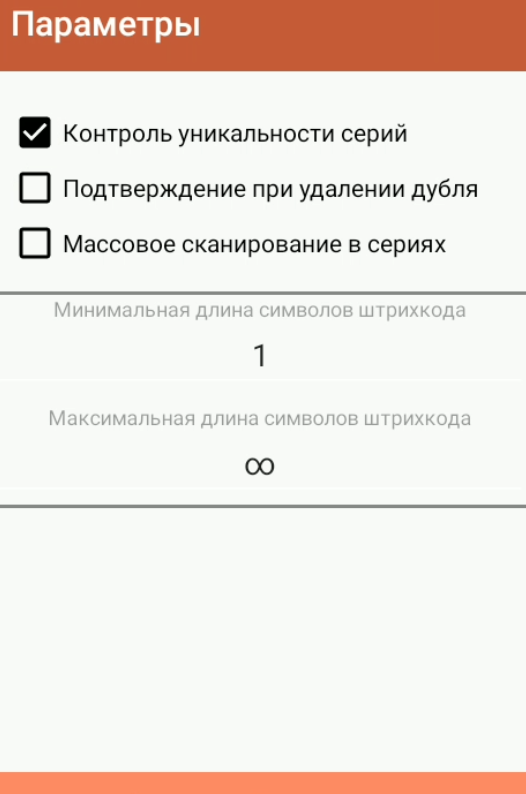 Параметры
Контроль уникальности серий
Подтверждение при удалении дубля
Массовое сканирование в сериях
Минимальная длина символов штрихкода
1
Максимальная длина символов штрихкода
∞